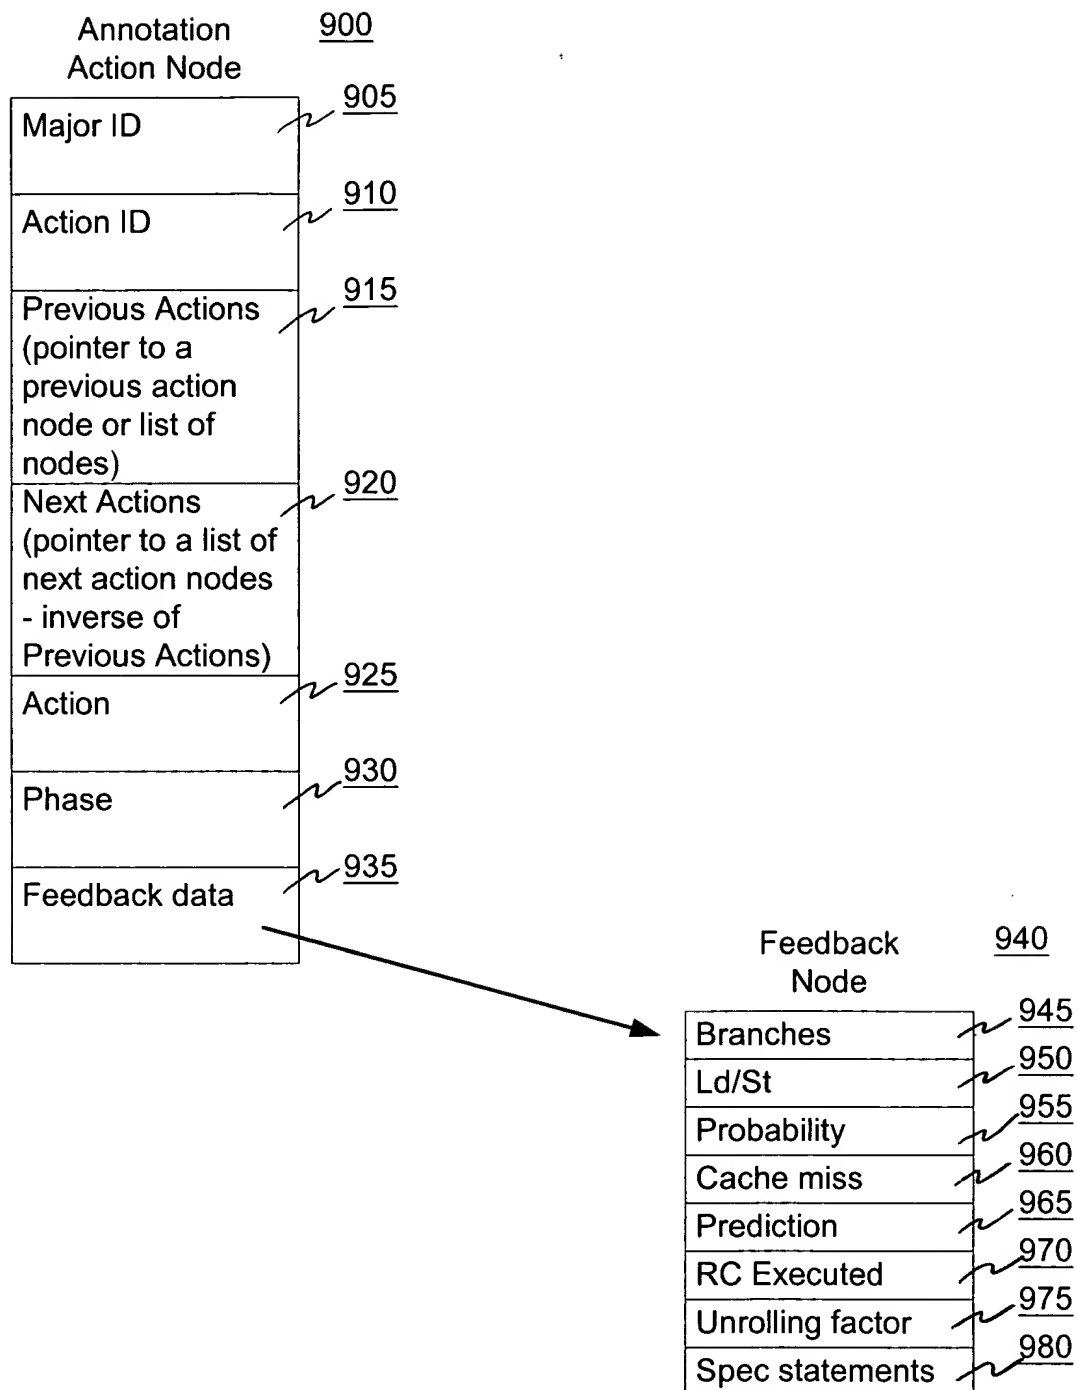 Annotation 900
Action Node
905
Major ID
910
Action ID
915
Previous Actions
(pointer to a
previous action
node or list of
nodes)
920
Next Actions
(pointer to a list of
next action nodes
- inverse of
Previous Actions)
925
Action
930
Phase
935
Feedback data
Feedback 940
Node
945
Branches
950
Ld/St
955
Probability
960
Cache miss
965
Prediction
970
RC Executed
975
Unrolling factor
980
Spec statements